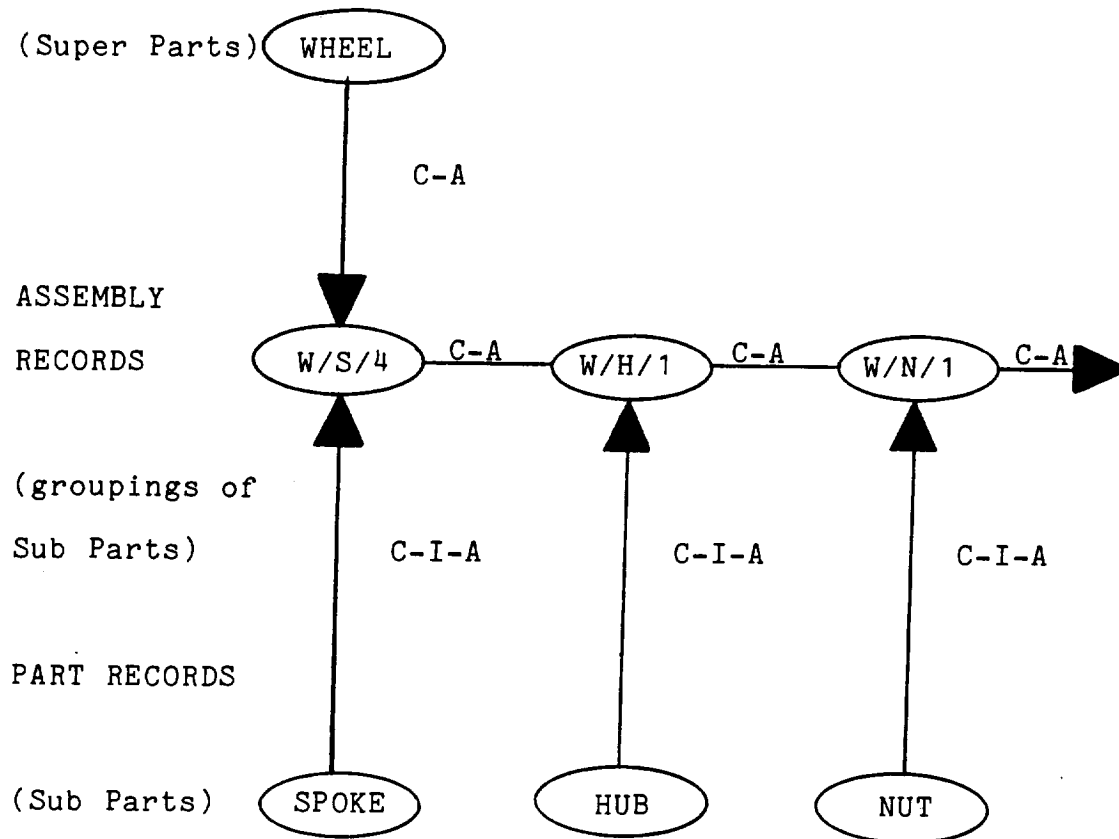 (Super Parts) WHEEL
C-A
ASSEMBLY
RECORDS W/S/4 C-A W/H/1 C-A W/N/1 C-A
(groupings of
Sub Parts) C-I-A C-I-A C-I-A
PART RECORDS
(Sub Parts) SPOKE HUB NUT